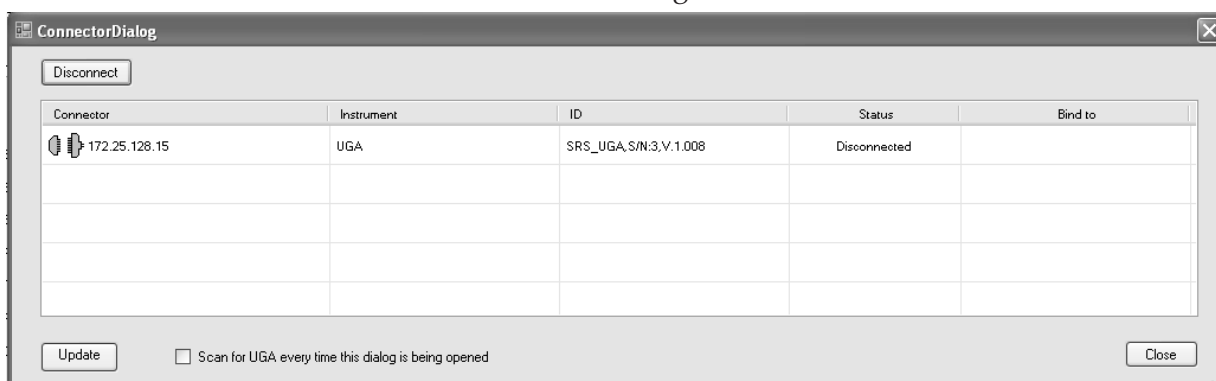 ConnectorDialog
Disconnect
Connector Instrument ID Status Bind to
172.25.128.15 UGA SRS_UGA,S/N:3,V.1.008 Disconnected
Update Scan for UGA every time this dialog is being opened Close